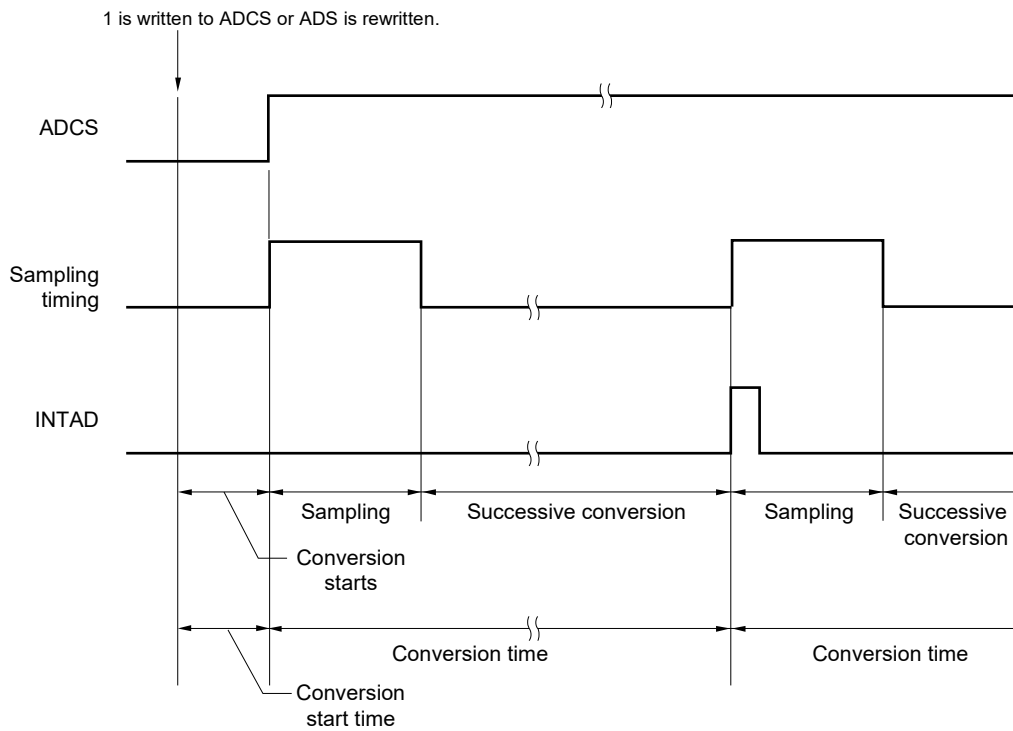 1 is written to ADCS or ADS is rewritten.
ADCS
Sampling
timing
INTAD
Sampling
Successive conversion
Sampling
Successive
conversion
Conversion
starts
Conversion time
Conversion time
Conversion
start time